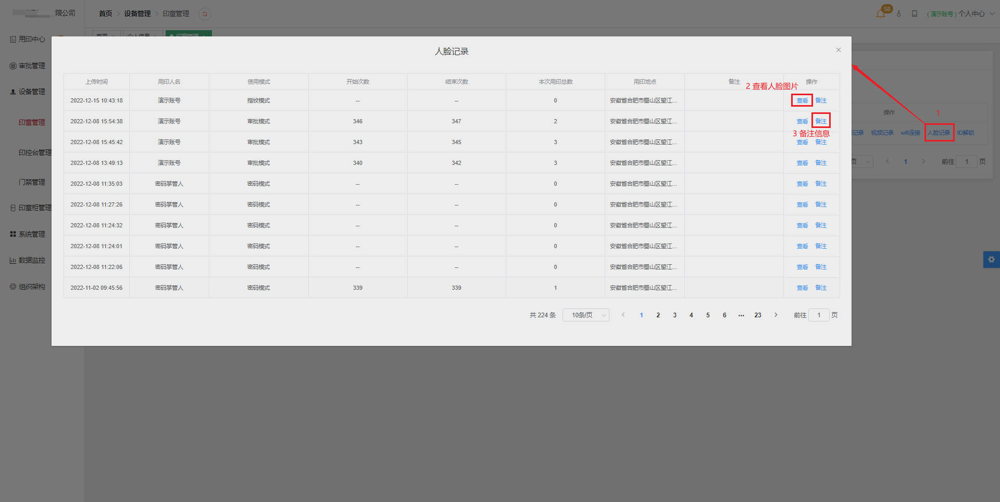 限公司
首页 > 设备管理 > 印章管理
58
(演示账号) 个人中心
用印中心
审批管理
设备管理
印章管理
印控台管理
门禁管理
印章柜管理
系统管理
数据监控
组织架构
首页 个人信息 印章管理
人脸记录
上传时间 用印人名 使用模式 开始次数 结束次数 本次用印总数 用印地点 备注 操作
2 查看人脸图片
2022-12-15 10:43:18 演示账号 指纹模式 -- -- 0 安徽省合肥市蜀山区望江... 查看 备注
2022-12-08 15:54:38 演示账号 审批模式 346 347 2 安徽省合肥市蜀山区望江... 查看 备注
3 备注信息
2022-12-08 15:45:42 演示账号 审批模式 343 345 3 安徽省合肥市蜀山区望江... 查看 备注
2022-12-08 13:49:13 演示账号 审批模式 340 342 3 安徽省合肥市蜀山区望江... 查看 备注
2022-12-08 11:35:03 密码掌管人 密码模式 -- -- 0 安徽省合肥市蜀山区望江... 查看 备注
2022-12-08 11:27:26 密码掌管人 密码模式 -- -- 0 安徽省合肥市蜀山区望江... 查看 备注
2022-12-08 11:24:32 密码掌管人 密码模式 -- -- 0 安徽省合肥市蜀山区望江... 查看 备注
2022-12-08 11:24:01 密码掌管人 密码模式 -- -- 0 安徽省合肥市蜀山区望江... 查看 备注
2022-12-08 11:22:06 密码掌管人 密码模式 -- -- 0 安徽省合肥市蜀山区望江... 查看 备注
2022-11-02 09:45:56 密码掌管人 密码模式 339 339 1 安徽省合肥市蜀山区望江... 查看 备注
共 224 条 10条/页 < 1 2 3 4 5 6 ··· 23 > 前往 1 页
操作
1
记录 视频记录 wifi连接 人脸记录 ID解锁
页 < 1 > 前往 1 页